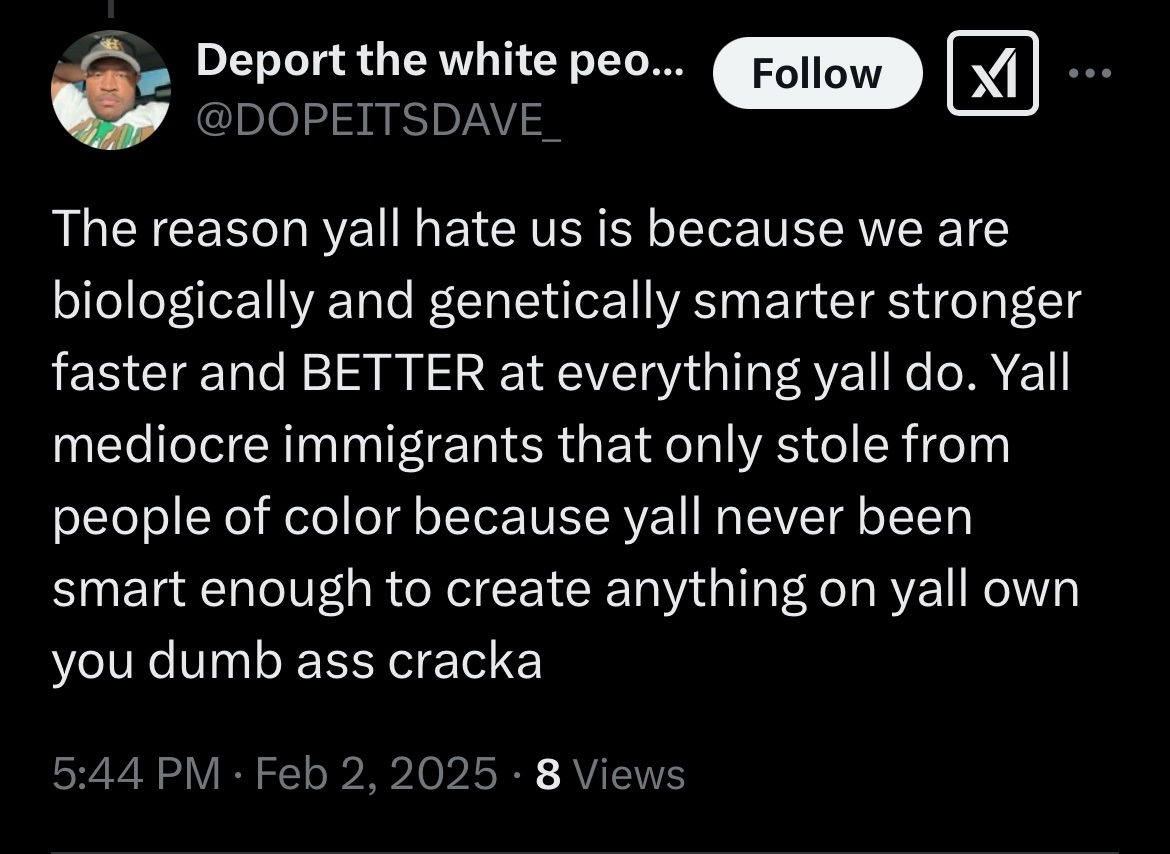 Deport the white peo...
@DOPEITSDAVE_
Follow
The reason yall hate us is because we are
biologically and genetically smarter stronger
faster and BETTER at everything yall do. Yall
mediocre immigrants that only stole from
people of color because yall never been
smart enough to create anything on yall own
you dumb ass cracka
5:44 PM · Feb 2, 2025 · 8 Views